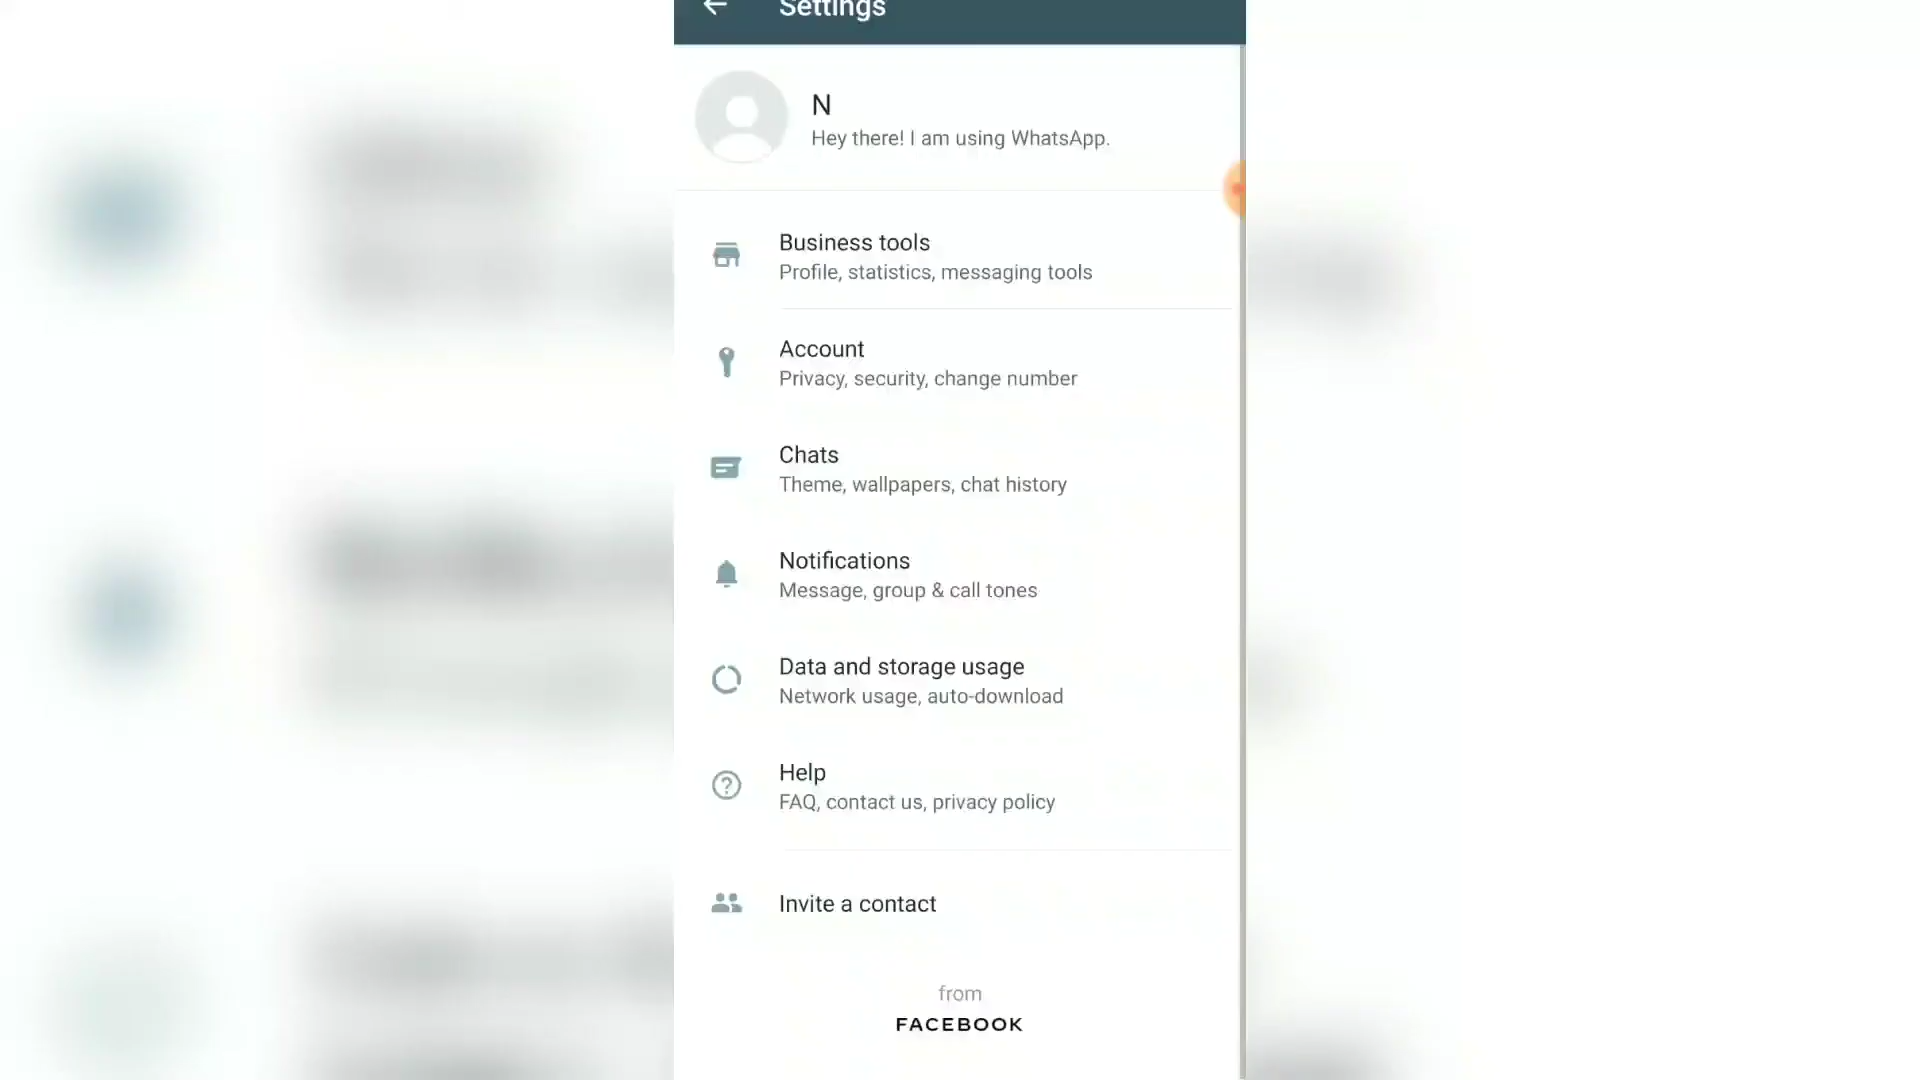 Settings
N
Hey there! I am using WhatsApp.
Business tools
Profile, statistics, messaging tools
Account
Privacy, security, change number
Chats
Theme, wallpapers, chat history
Notifications
Message, group & call tones
Data and storage usage
Network usage, auto-download
Help
FAQ, contact us, privacy policy
Invite a contact
from
FACEBOOK